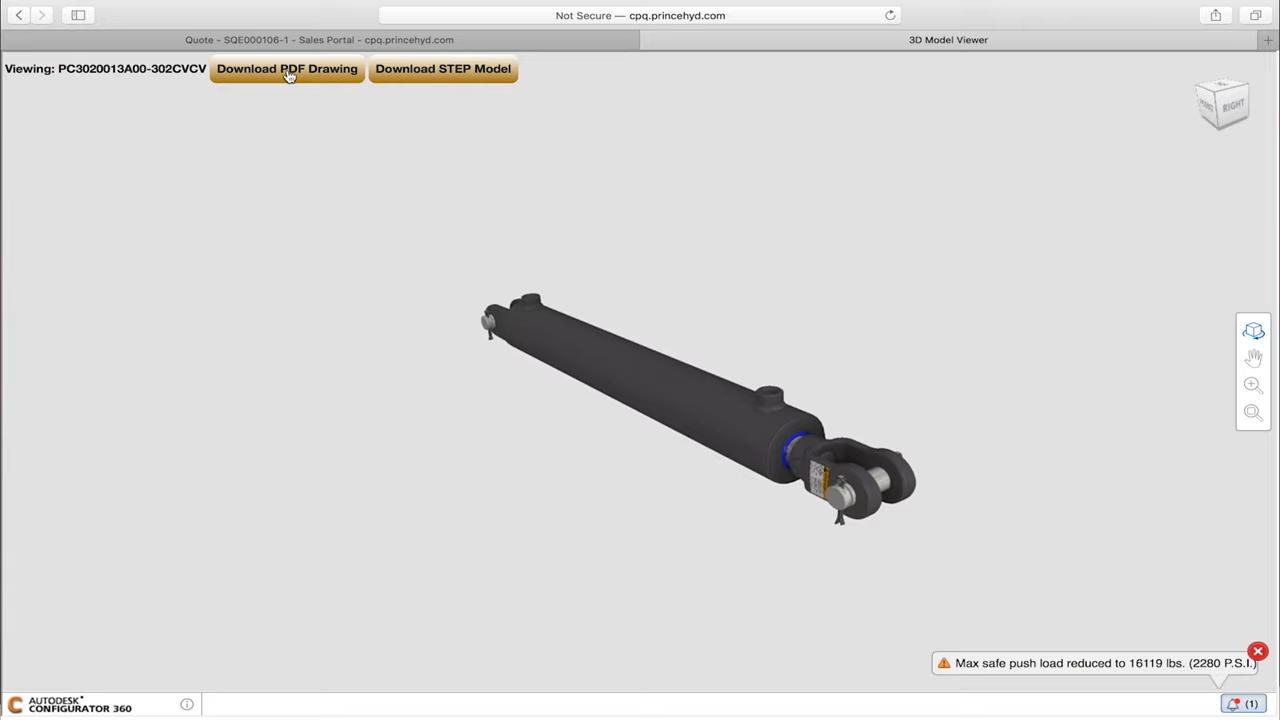 Not Secure — cpq.princehyd.com
Quote - SQE000106-1 - Sales Portal - cpq.princehyd.com
3D Model Viewer
Viewing: PC3020013A00-302CVCV
Download PDF Drawing
Download STEP Model
RIGHT
Max safe push load reduced to 16119 lbs. (2280 P.S.I.)
AUTODESK®
CONFIGURATOR 360
(1)